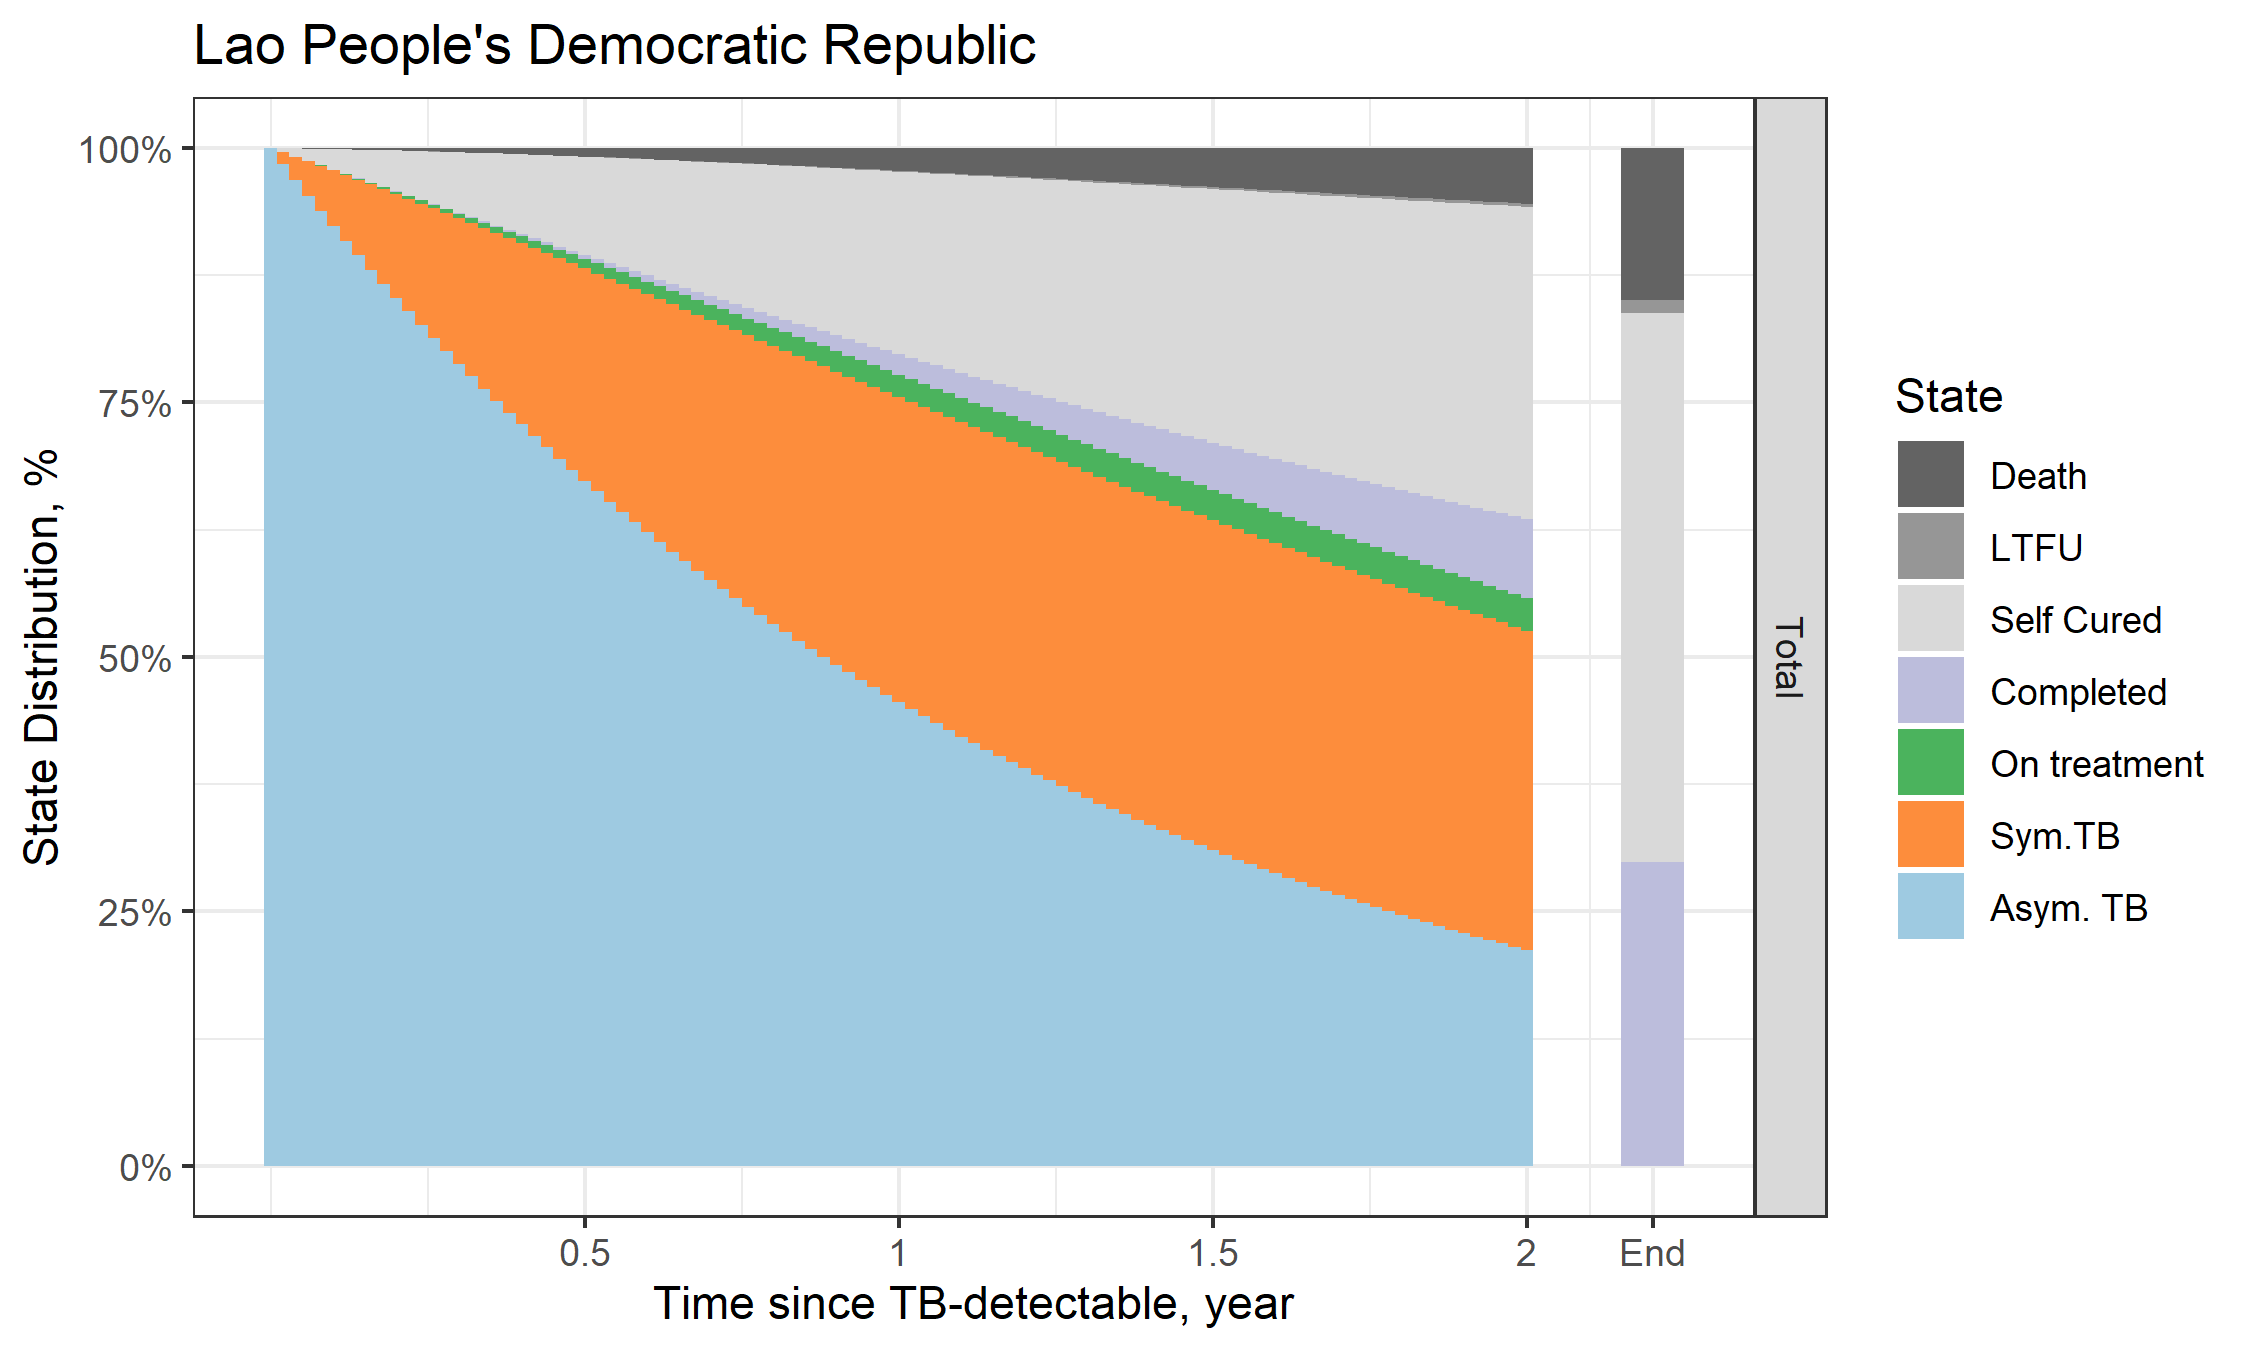 Lao People's Democratic Republic
State Distribution, %
100%
75%
50%
25%
0%
0.5
1
1.5
2
End
Time since TB-detectable, year
Total
State
Death
LTFU
Self Cured
Completed
On treatment
Sym.TB
Asym. TB